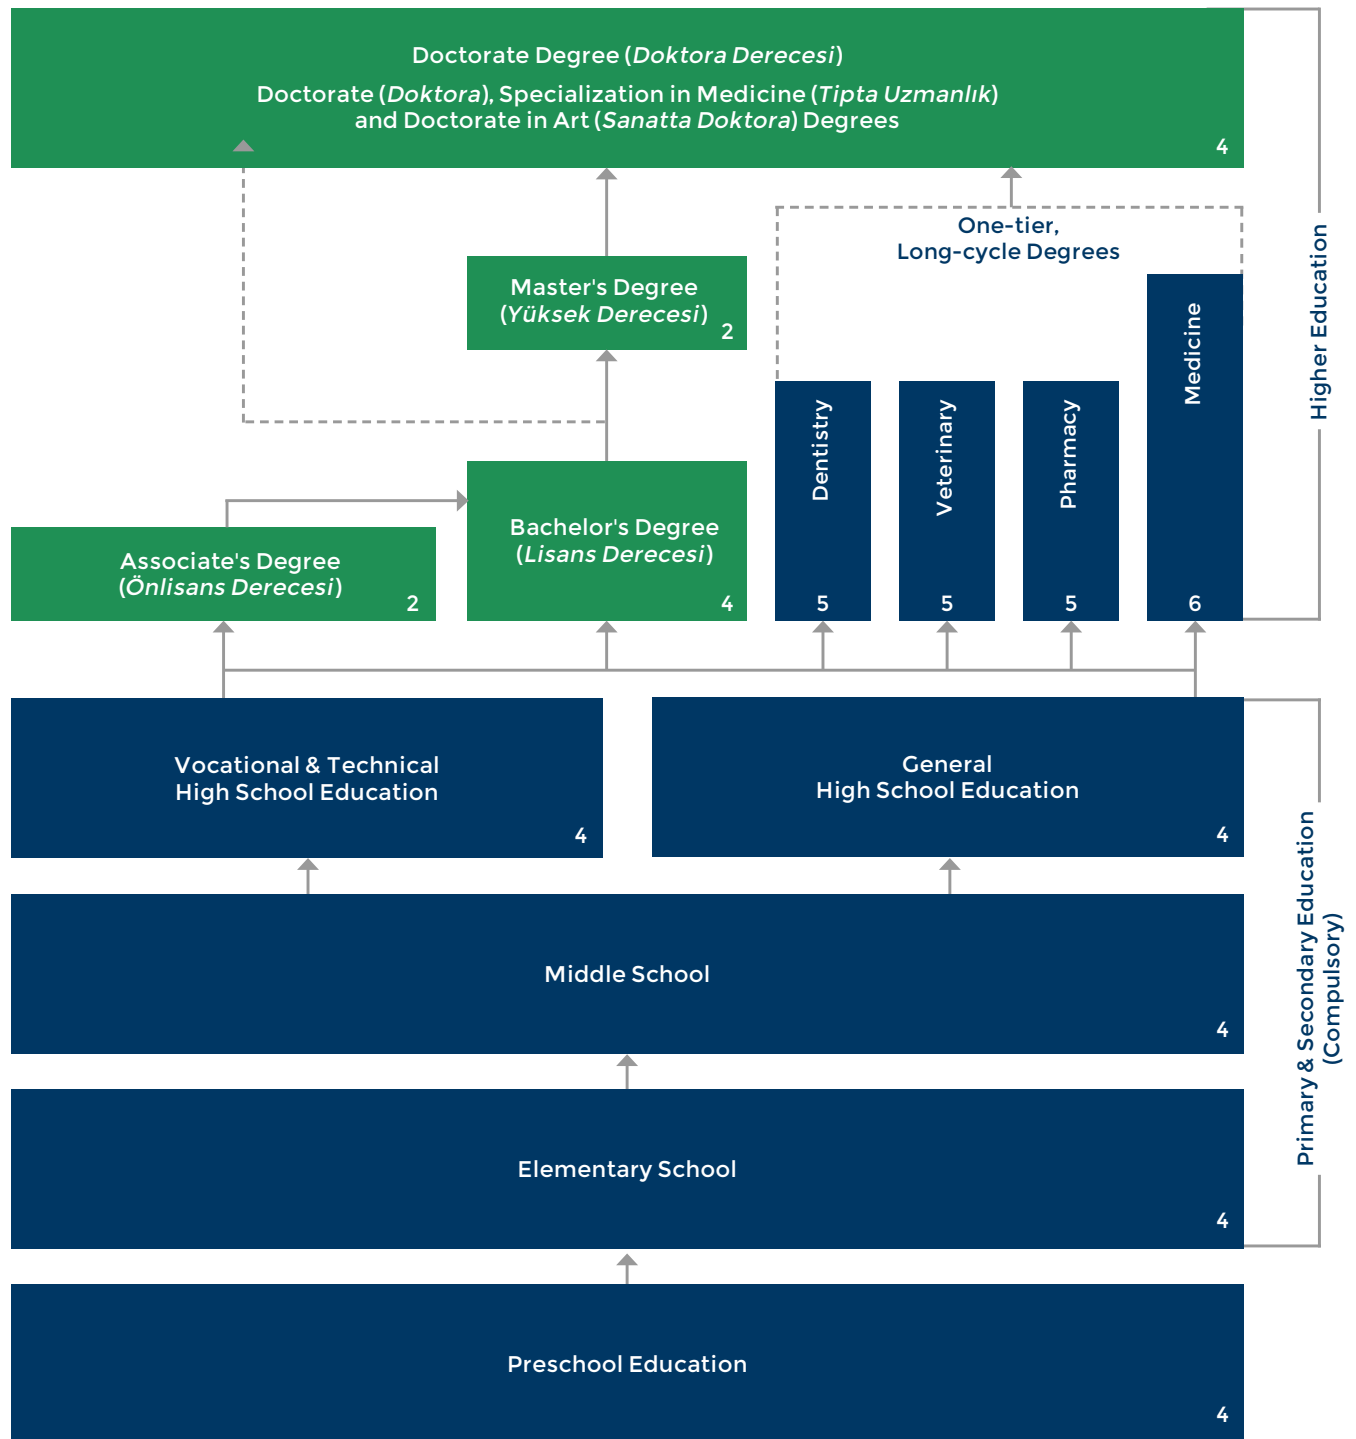 Doctorate Degree (Doktora Derecesi)
Doctorate (Doktora), Specialization in Medicine (Tipta Uzmanlık)
and Doctorate in Art (Sanatta Doktora) Degrees
4
One-tier,
Long-cycle Degrees
Master's Degree
(Yüksek Derecesi)
2
Higher Education
Associate's Degree
(Önlisans Derecesi)
2
Bachelor's Degree
(Lisans Derecesi)
4
Dentistry
5
Veterinary
5
Pharmacy
5
Medicine
6
Vocational & Technical
High School Education
4
General
High School Education
4
Middle School
4
Primary & Secondary Education
(Compulsory)
Elementary School
4
Preschool Education
4